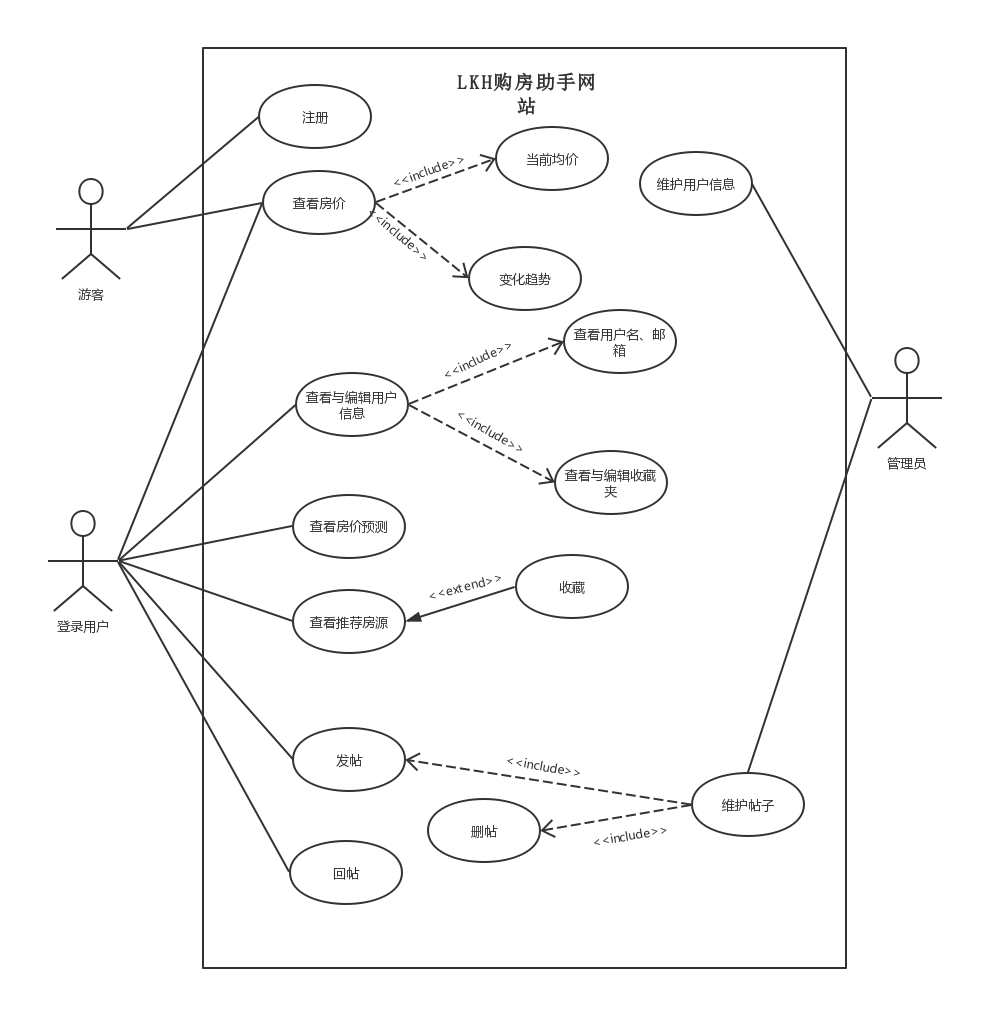 LKH购房助手网
站
注册
<<include>>
当前均价
维护用户信息
查看房价
<<include>>
变化趋势
游客
查看用户名、邮
箱
<<include>>
查看与编辑用户
信息
<<include>>
查看与编辑收藏
夹
管理员
查看房价预测
<<extend>>
收藏
查看推荐房源
登录用户
发帖
<<include>>
维护帖子
删帖
<<include>>
回帖